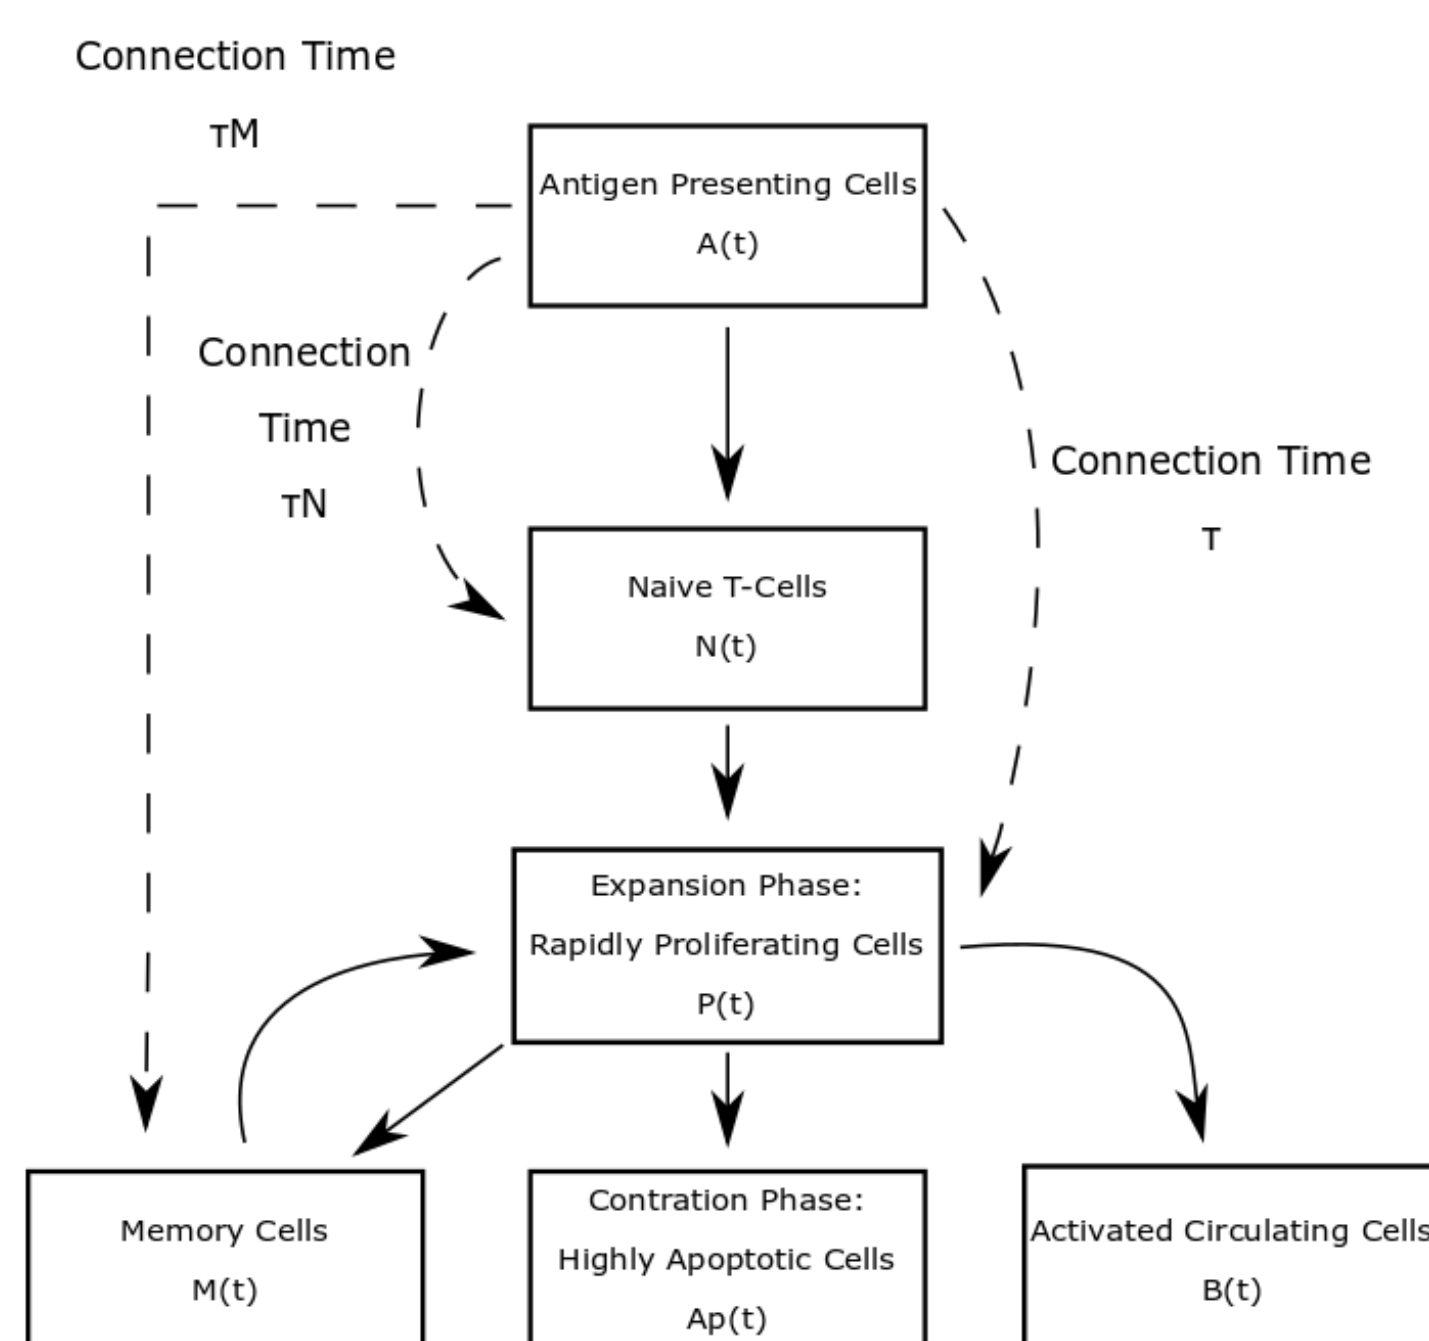 Connection Time
τM
Antigen Presenting Cells
A(t)
Connection
Time
τN
Connection Time
τ
Naive T-Cells
N(t)
Expansion Phase:
Rapidly Proliferating Cells
P(t)
Memory Cells
M(t)
Contration Phase:
Highly Apoptotic Cells
Ap(t)
Activated Circulating Cells
B(t)